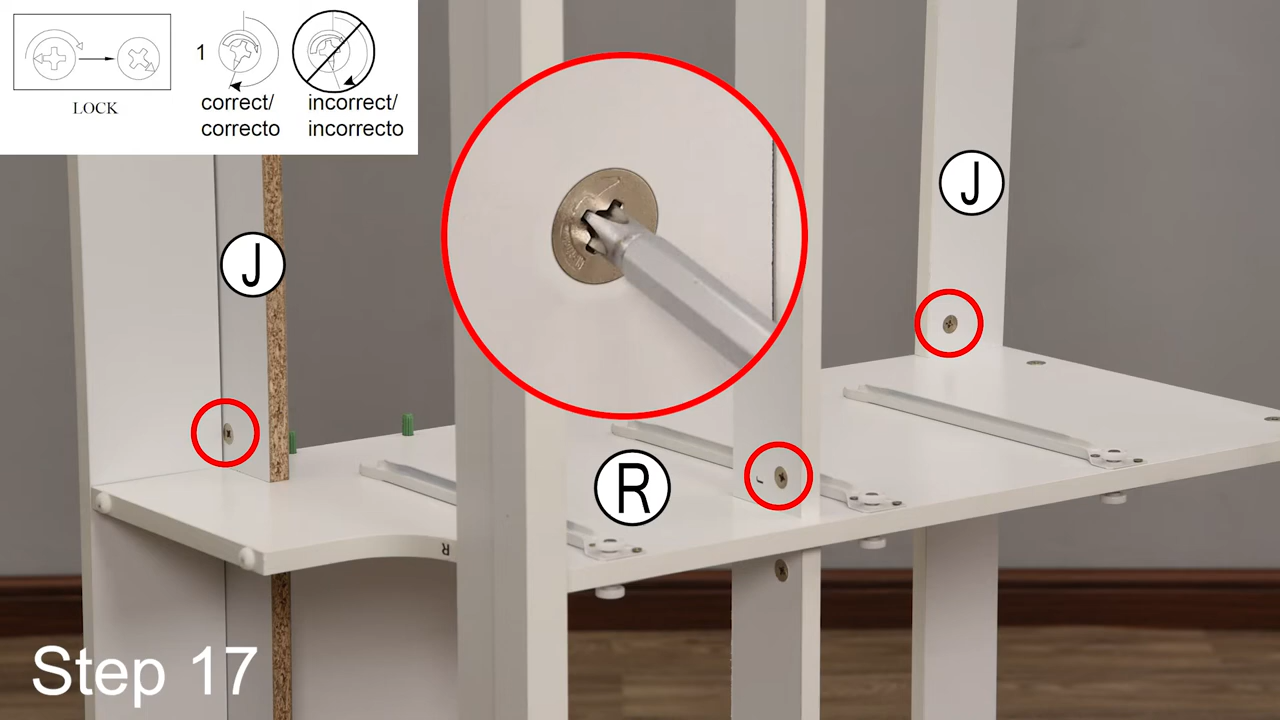 LOCK
1
correct/
correcto
incorrect/
incorrecto
J
J
R
R
Step 17